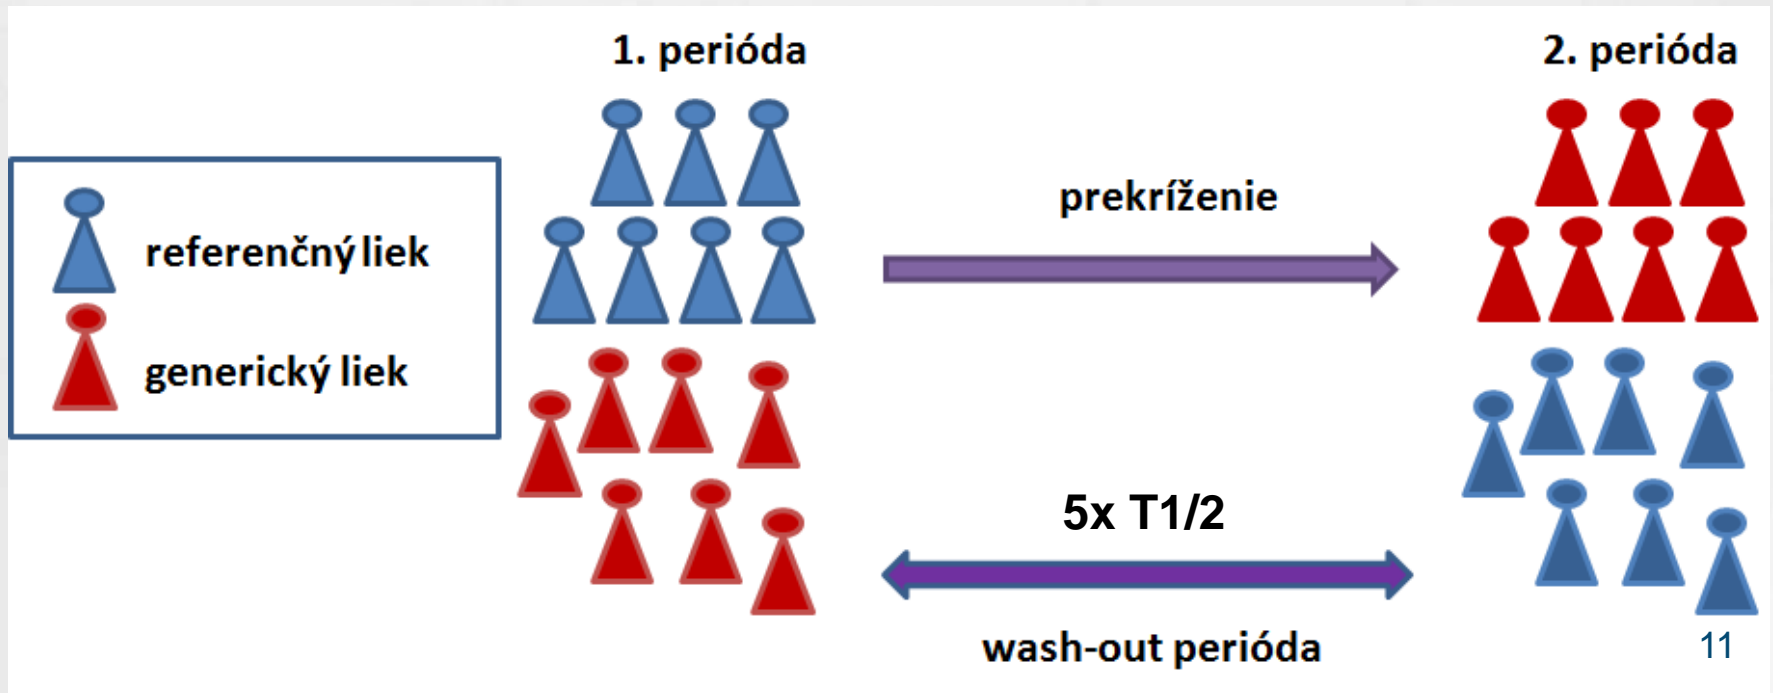 1. perióda
2. perióda
referenčný liek
generický liek
prekríženie
5x T1/2
wash-out perióda
11